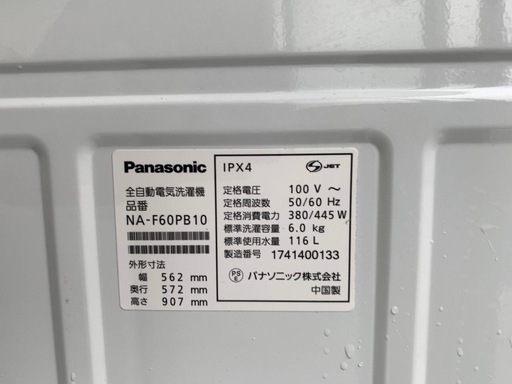 Panasonic
全自動電気洗濯機
品番
NA-F60PB10
外形寸法
幅 562 mm
奥行 572 mm
高さ 907 mm
IPX4
S JET
定格電圧 100 V ～
定格周波数 50/60 Hz
定格消費電力 380/445 W
標準洗濯容量 6.0 kg
標準使用水量 116 L
製造番号 1741400133
PS E パナソニック株式会社
中国製